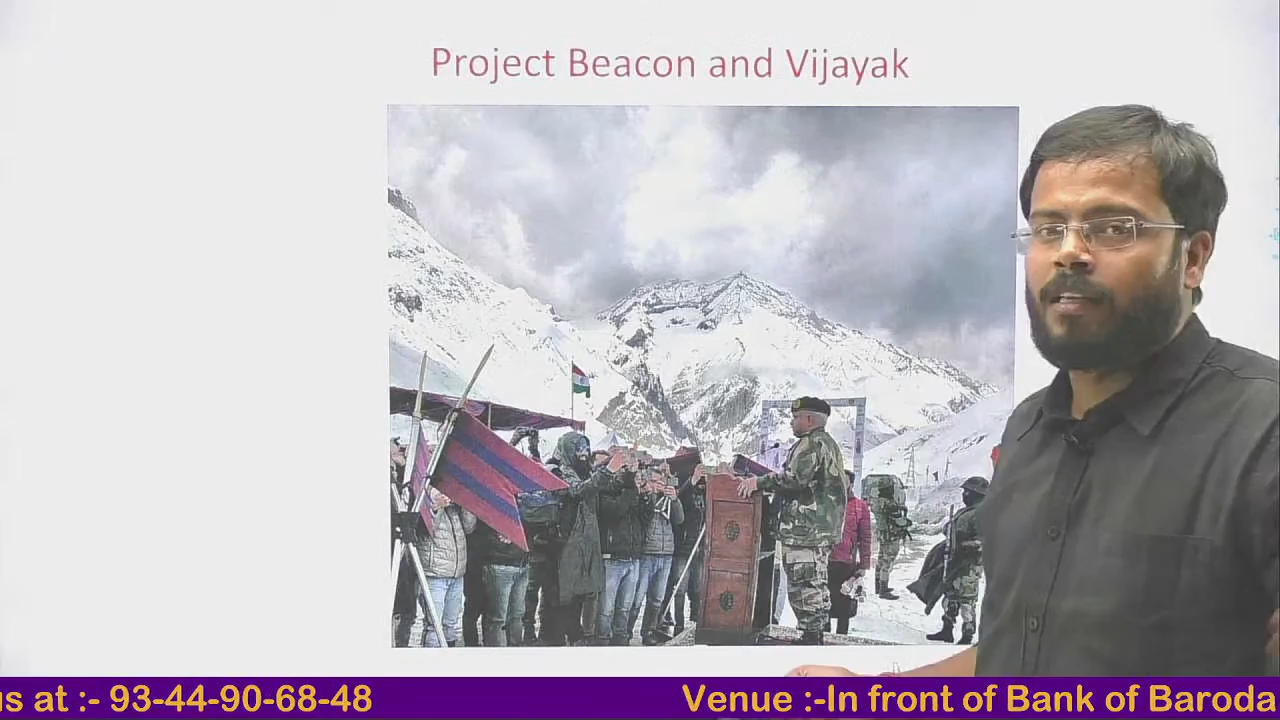 Project Beacon and Vijayak
us at :- 93-44-90-68-48 Venue :-In front of Bank of Baroda